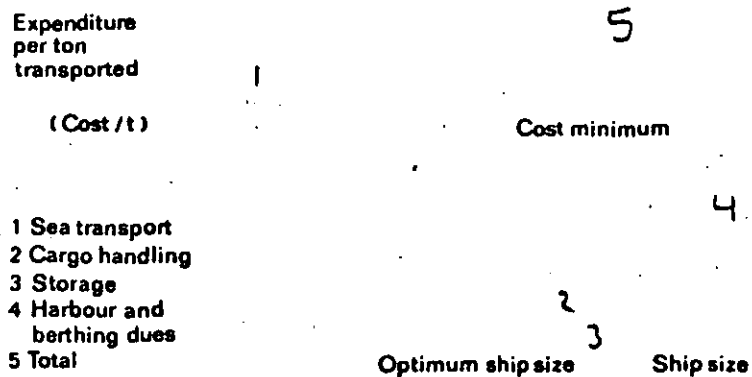 Expenditure
per ton
transported
5
1
( Cost / t )
Cost minimum
4
1 Sea transport
2 Cargo handling
3 Storage
4 Harbour and
berthing dues
5 Total
2
3
Optimum ship size
Ship size